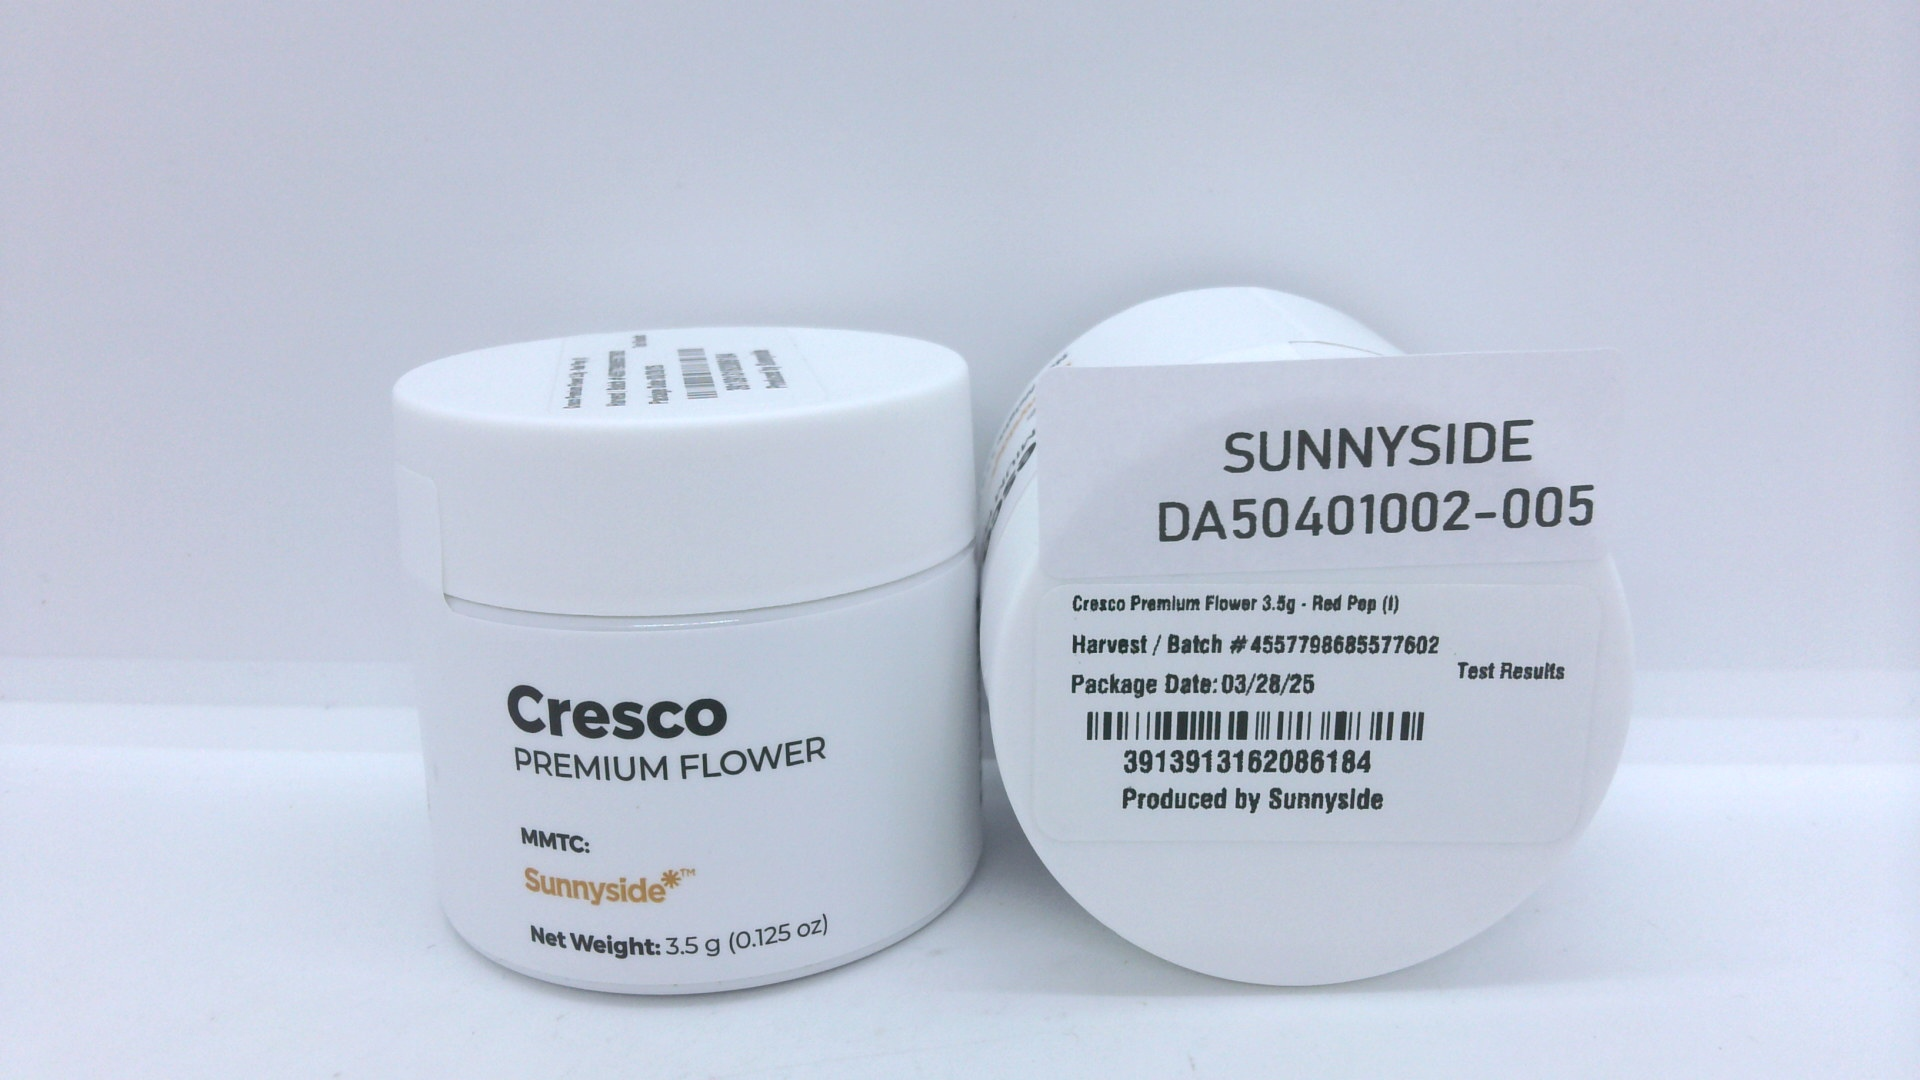 Cresco
PREMIUM FLOWER
MMTC:
Sunnyside*™
Net Weight: 3.5 g (0.125 oz)
SUNNYSIDE
DA50401002-005
Cresco Premium Flower 3.5g - Red Pop (I)
Harvest / Batch #4557798685577602
Test Results
Package Date: 03/28/25
3913913162086184
Produced by Sunnyside